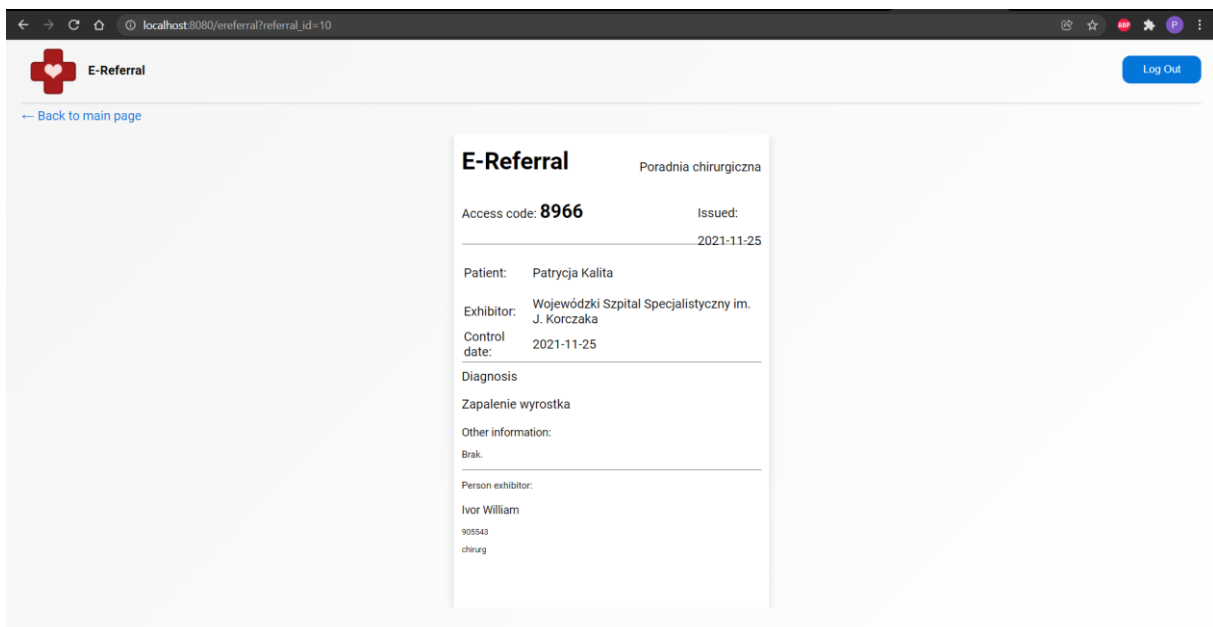 localhost:8080/ereferral?referral_id=10
ABP
P
E-Referral
Log Out
← Back to main page
E-Referral
Poradnia chirurgiczna
Access code: 8966
Issued:
2021-11-25
Patient: Patrycja Kalita
Exhibitor: Wojewódzki Szpital Specjalistyczny im.
J. Korczaka
Control
date: 2021-11-25
Diagnosis
Zapalenie wyrostka
Other information:
Brak.
Person exhibitor:
Ivor William
905543
chirurg